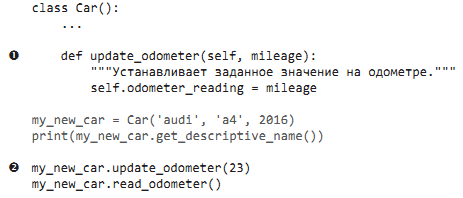 class Car():
    ...
❶    def update_odometer(self, mileage):
        """Устанавливает заданное значение на одометре."""
        self.odometer_reading = mileage
my_new_car = Car('audi', 'a4', 2016)
print(my_new_car.get_descriptive_name())
❷ my_new_car.update_odometer(23)
my_new_car.read_odometer()